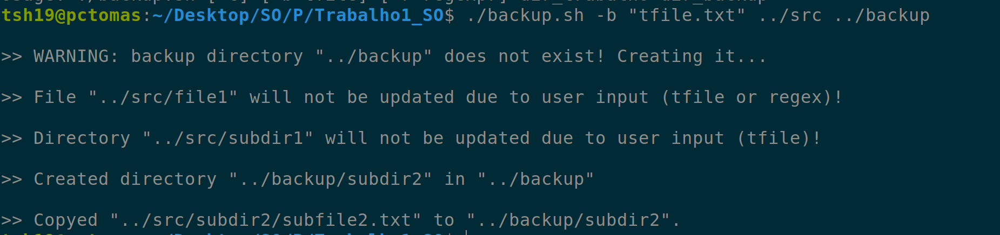 tsh19@pctomas:~/Desktop/SO/P/Trabalho1_SO$ ./backup.sh -b "tfile.txt" ../src ../backup
>> WARNING: backup directory "../backup" does not exist! Creating it...
>> File "../src/file1" will not be updated due to user input (tfile or regex)!
>> Directory "../src/subdir1" will not be updated due to user input (tfile)!
>> Created directory "../backup/subdir2" in "../backup"
>> Copyed "../src/subdir2/subfile2.txt" to "../backup/subdir2".